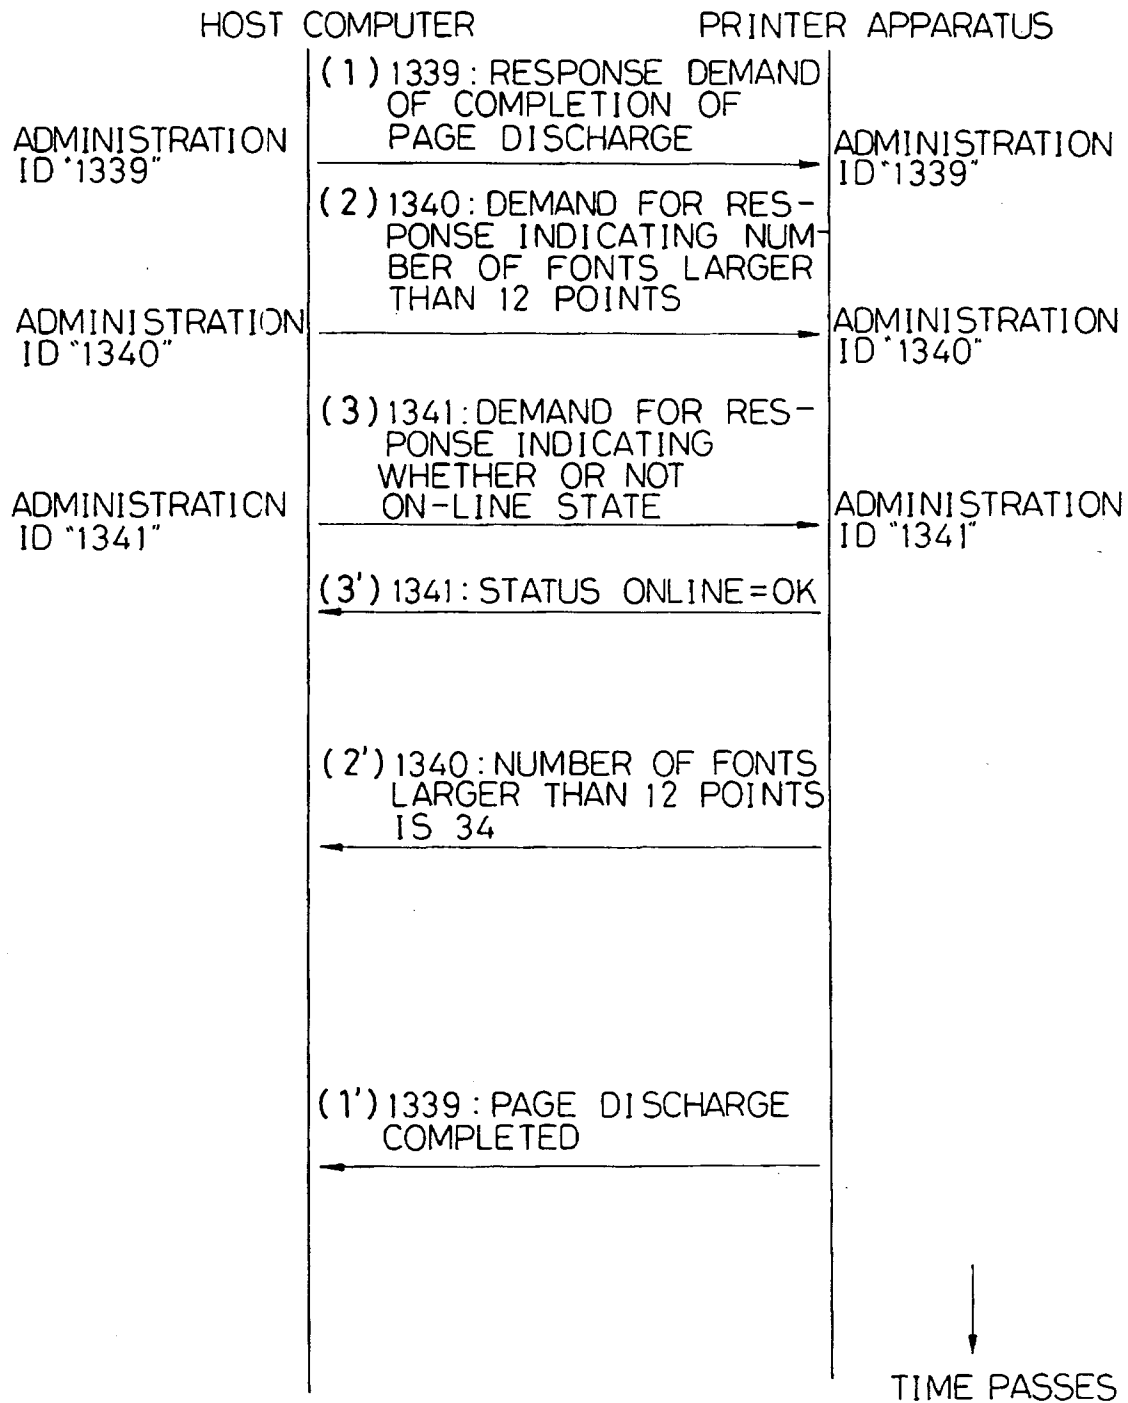 HOST COMPUTER
PRINTER APPARATUS
(1) 1339: RESPONSE DEMAND
OF COMPLETION OF
PAGE DISCHARGE
ADMINISTRATION
ID "1339"
ADMINISTRATION
ID "1339"
(2) 1340: DEMAND FOR RES-
PONSE INDICATING NUM-
BER OF FONTS LARGER
THAN 12 POINTS
ADMINISTRATION
ID "1340"
ADMINISTRATION
ID "1340"
(3) 1341: DEMAND FOR RES-
PONSE INDICATING
WHETHER OR NOT
ON-LINE STATE
ADMINISTRATION
ID "1341"
ADMINISTRATION
ID "1341"
(3') 1341: STATUS ONLINE=OK
(2') 1340: NUMBER OF FONTS
LARGER THAN 12 POINTS
IS 34
(1') 1339: PAGE DISCHARGE
COMPLETED
TIME PASSES